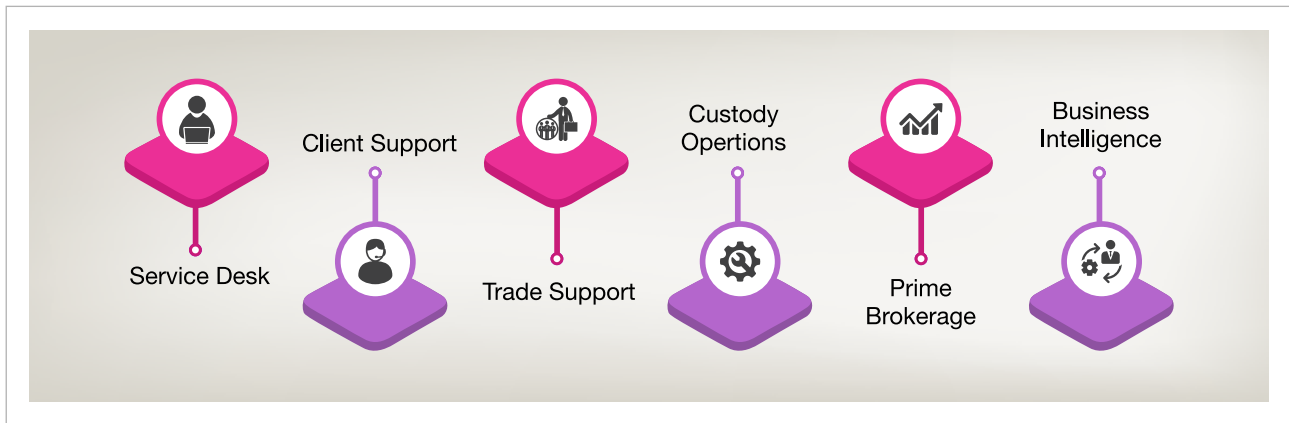 Service Desk
Client Support
Trade Support
Custody
Opertions
Prime
Brokerage
Business
Intelligence